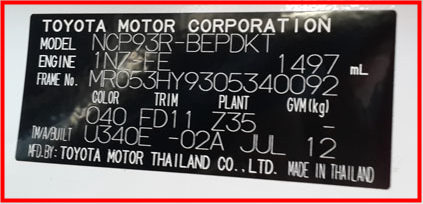 TOYOTA MOTOR CORPORATION
MODEL NCP93R-BEPDKT
ENGINE 1NZ-FE 1497 mL
FRAME No. MR053HY9305340092
COLOR TRIM PLANT GVM(kg)
040 FD11 Z35 -
TM/A/BUILT U340E -02A JUL 12
MFD.BY: TOYOTA MOTOR THAILAND CO.,LTD. MADE IN THAILAND